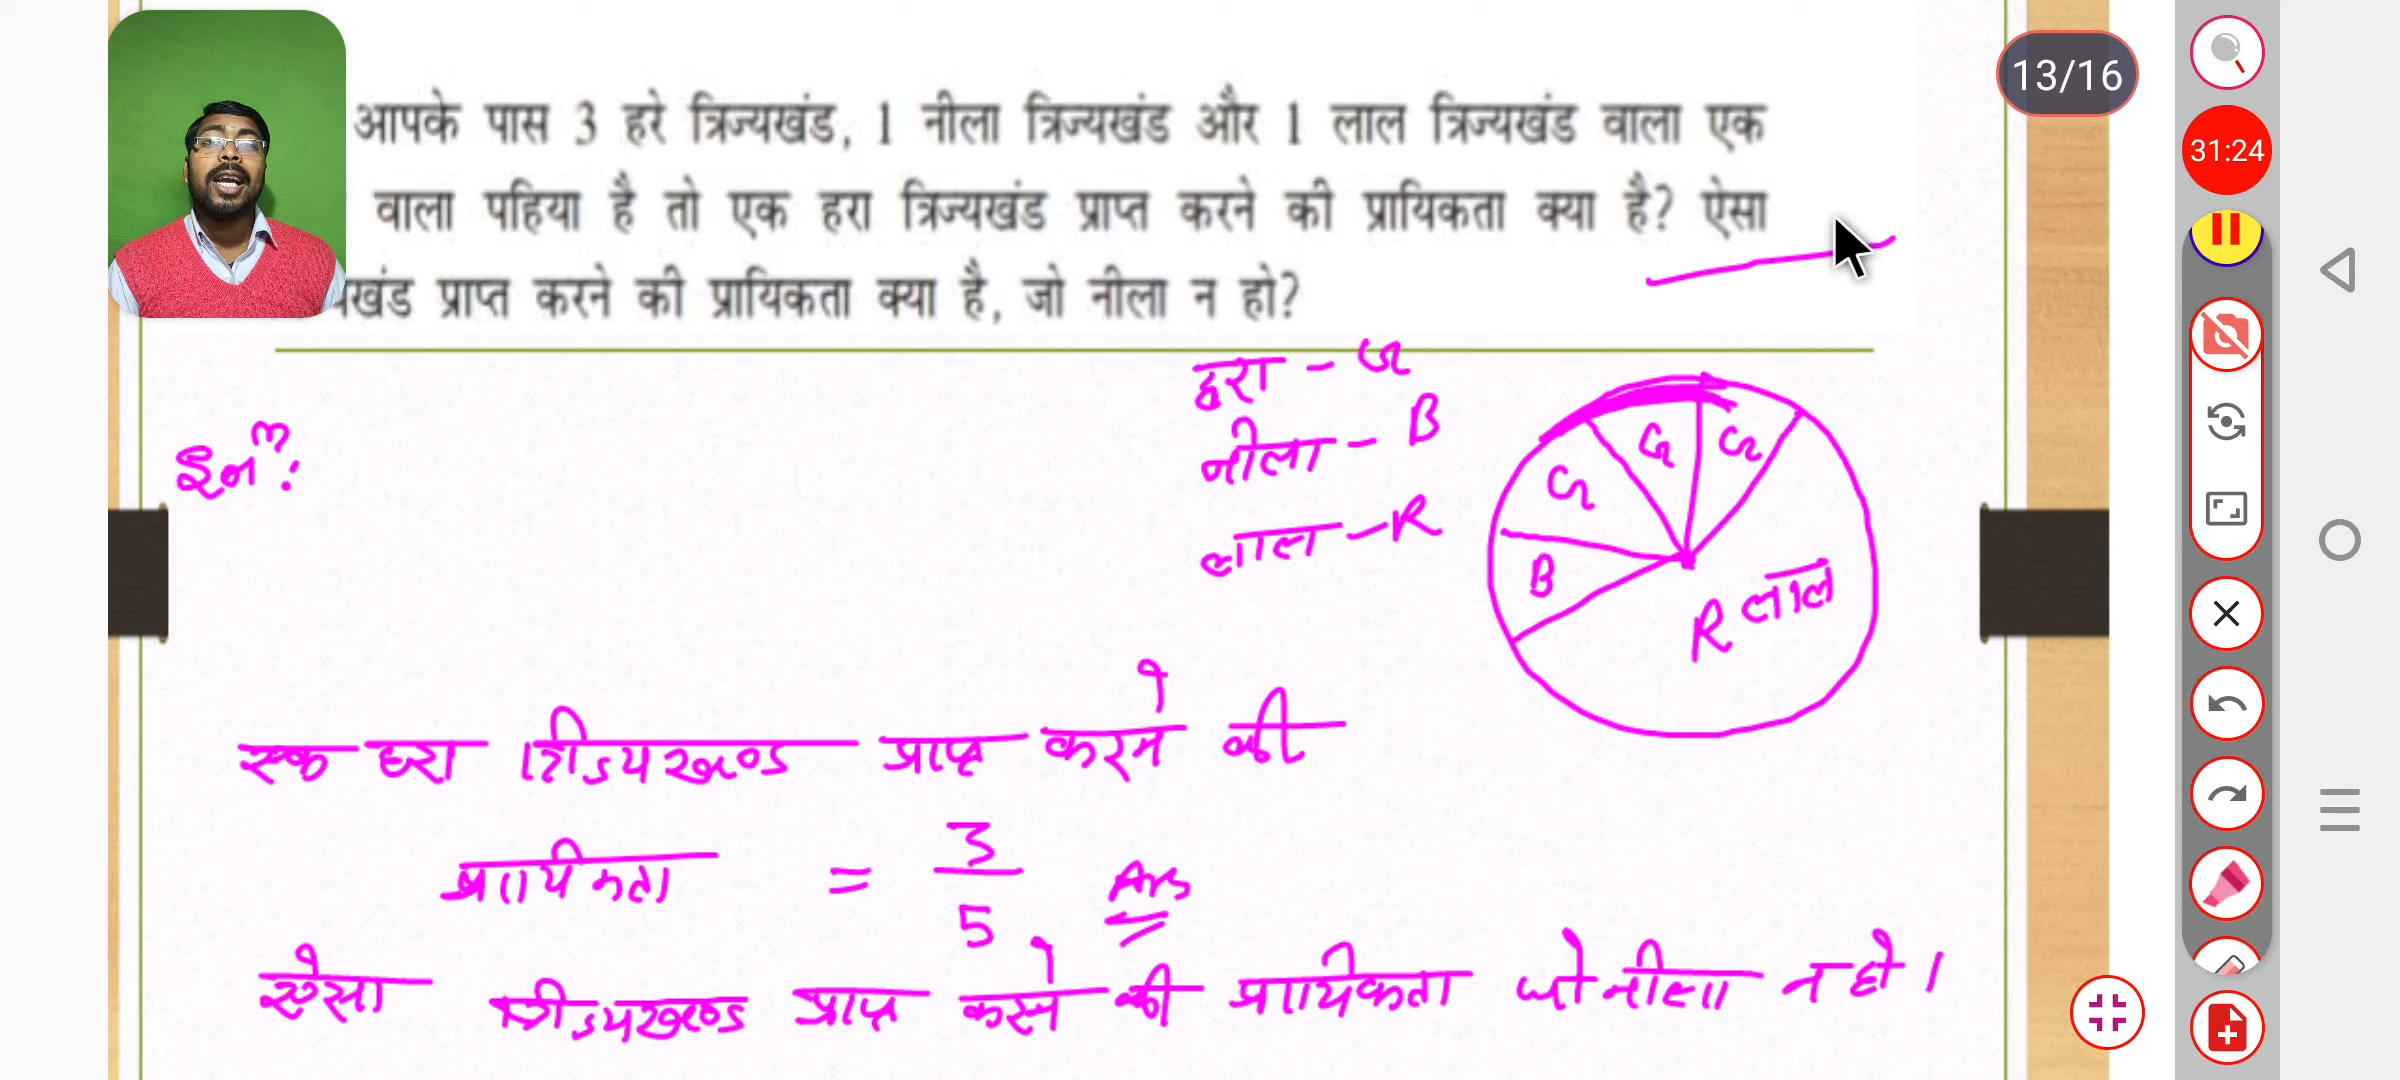 आपके पास 3 हरे त्रिज्यखंड, 1 नीला त्रिज्यखंड और 1 लाल त्रिज्यखंड वाला एक
वाला पहिया है तो एक हरा त्रिज्यखंड प्राप्त करने की प्रायिकता क्या है? ऐसा
खंड प्राप्त करने की प्रायिकता क्या है, जो नीला न हो?
13/16
31:24
हरा - G
नीला - B
लाल - R
G G G
B
R लाल
एक हरा त्रिज्यखण्ड प्राप्त करने की
प्रायिकता = 3/5 Ans
ऐसा त्रिज्यखण्ड प्राप्त करने की प्रायिकता जो नीला न हो।